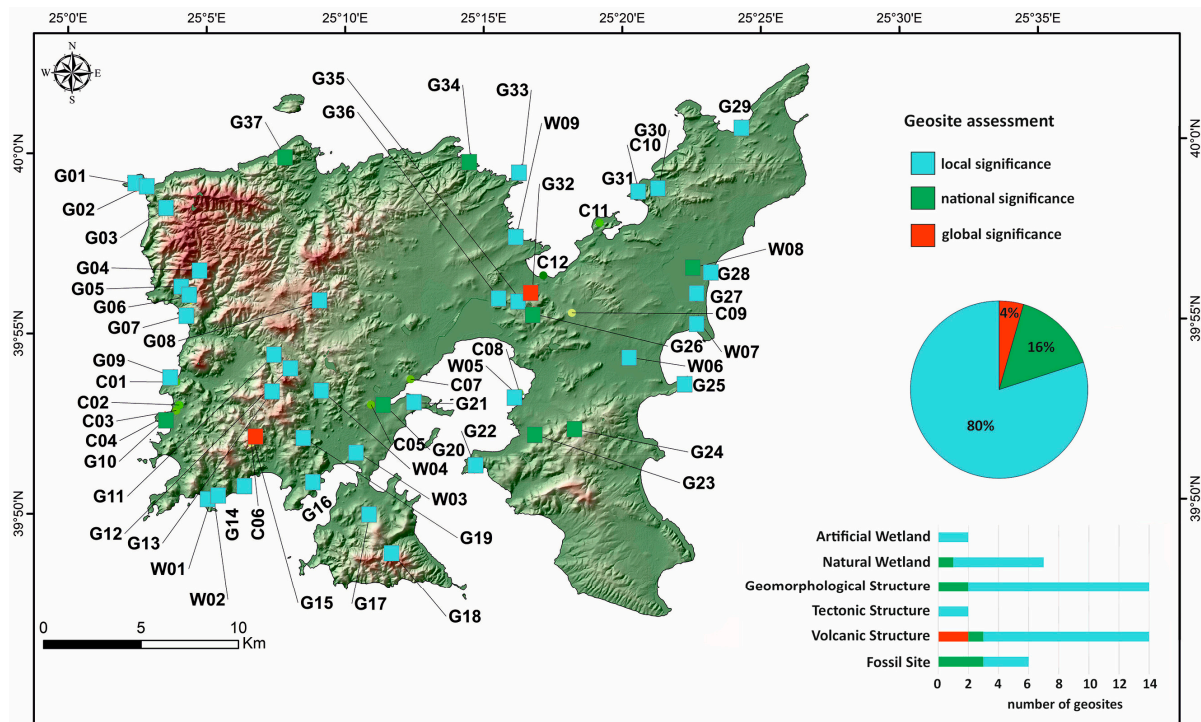 25°0'E 25°5'E 25°10'E 25°15'E 25°20'E 25°25'E 25°30'E 25°35'E
N
W E
S
40°0'N
39°55'N
39°50'N
40°0'N
39°55'N
39°50'N
G35
G36
G34
G33
W09
G32
G37
G29
G30
C10
G31
C11
C12
G01
G02
G03
G04
G05
G06
G07
G08
G09
C01
C02
C03
C04
G10
G11
G12
G13
W01
W02
G14
C06
G15
G16
G17
G18
G19
W03
W04
C05
G20
G21
C07
G22
G23
G24
W05
C08
G25
W06
G26
W07
C09
G27
G28
W08
0 5 10
Km
Geosite assessment
local significance
national significance
global significance
4%
16%
80%
Artificial Wetland
Natural Wetland
Geomorphological Structure
Tectonic Structure
Volcanic Structure
Fossil Site
0 2 4 6 8 10 12 14
number of geosites